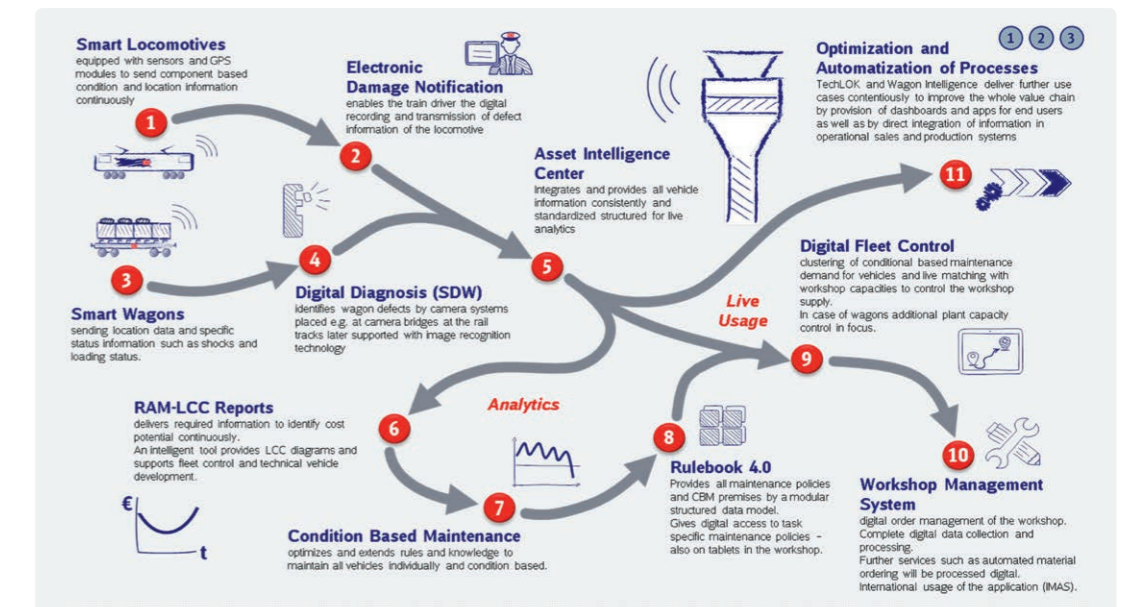 Smart Locomotives
equipped with sensors and GPS
modules to send component based
condition and location information
continuously
1
Electronic
Damage Notification
enables the train driver the digital
recording and transmission of defect
information of the locomotive
2
Smart Wagons
sending location data and specific
status information such as shocks and
loading status.
3
Digital Diagnosis (SDW)
identifies wagon defects by camera systems
placed e.g. at camera bridges at the rail
tracks later supported with image recognition
technology
4
Asset Intelligence
Center
Integrates and provides all vehicle
information consistently and
standardized structured for live
analytics
5
1 2 3
Optimization and
Automatization of Processes
TechLOK and Wagon Intelligence deliver further use
cases contentiously to improve the whole value chain
by provision of dashboards and apps for end users
as well as by direct integration of information in
operational sales and production systems
11
Digital Fleet Control
clustering of conditional based maintenance
demand for vehicles and live matching with
workshop capacities to control the workshop
supply.
In case of wagons additional plant capacity
control in focus.
Live
Usage
9
RAM-LCC Reports
delivers required information to identify cost
potential continuously.
An intelligent tool provides LCC diagrams and
supports fleet control and technical vehicle
development.
€
t
6
Analytics
7
Condition Based Maintenance
optimizes and extends rules and knowledge to
maintain all vehicles individually and condition based.
8
Rulebook 4.0
Provides all maintenance policies
and CBM premises by a modular
structured data model.
Gives digital access to task
specific maintenance policies –
also on tablets in the workshop.
10
Workshop Management
System
digital order management of the workshop.
Complete digital data collection and
processing.
Further services such as automated material
ordering will be processed digital.
International usage of the application (IMAS).